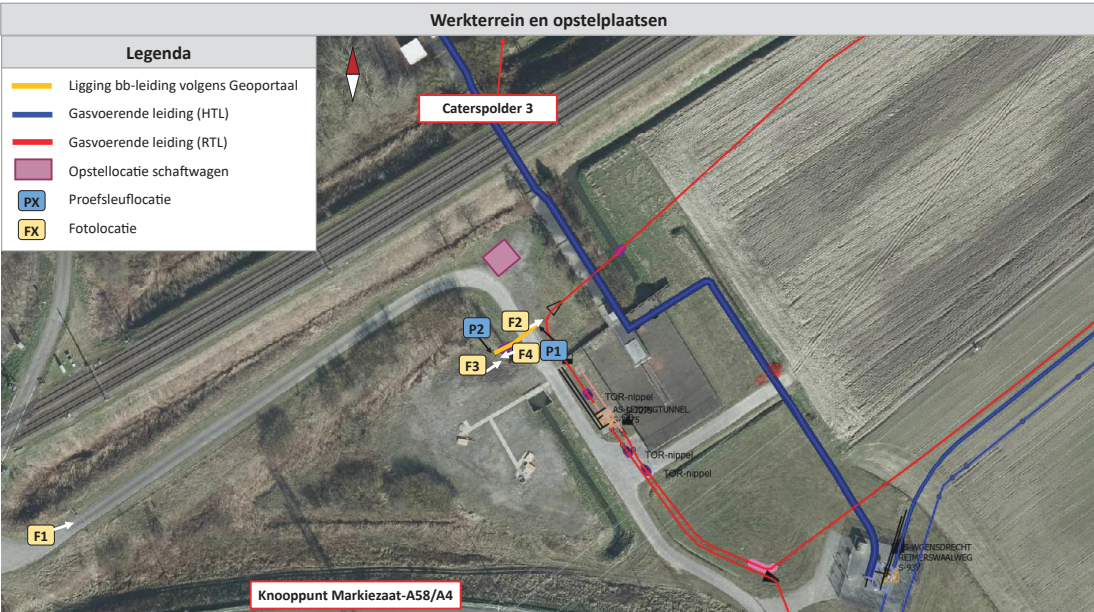 Werkterrein en opstelplaatsen
Legenda
Ligging bb-leiding volgens Geoportaal
Gasvoerende leiding (HTL)
Gasvoerende leiding (RTL)
Opstellocatie schaftwagen
PX Proefsleuflocatie
FX Fotolocatie
Caterspolder 3
F2
P2
P1
F4
F3
TOR-nippel
TOR-nippel
TOR-nippel
F1
REIMERSWAALWEG
Knooppunt Markiezaat-A58/A4